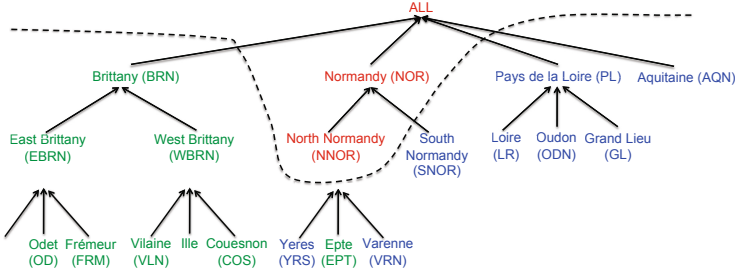 ALL
Brittany (BRN)
Normandy (NOR)
Pays de la Loire (PL)
Aquitaine (AQN)
East Brittany
(EBRN)
West Brittany
(WBRN)
North Normandy
(NNOR)
South
Normandy
(SNOR)
Loire
(LR)
Oudon
(ODN)
Grand Lieu
(GL)
Odet
(OD)
Frémeur
(FRM)
Vilaine
(VLN)
Ille
Couesnon
(COS)
Yeres
(YRS)
Epte
(EPT)
Varenne
(VRN)